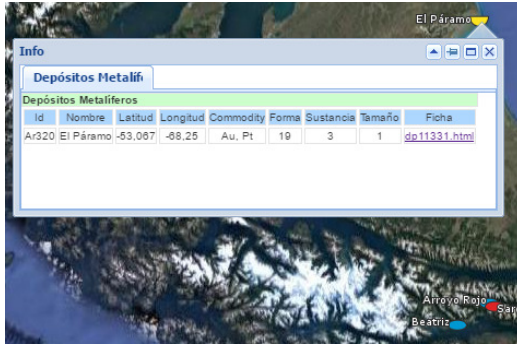 El Páramo
Info
Depósitos Metalífe
Depósitos Metalíferos
Id Nombre Latitud Longitud Commodity Forma Sustancia Tamaño Ficha
Ar320 El Páramo -53,067 -68,25 Au, Pt 19 3 1 dp11331.html
Arroyo Rojo
Sar
Beatriz